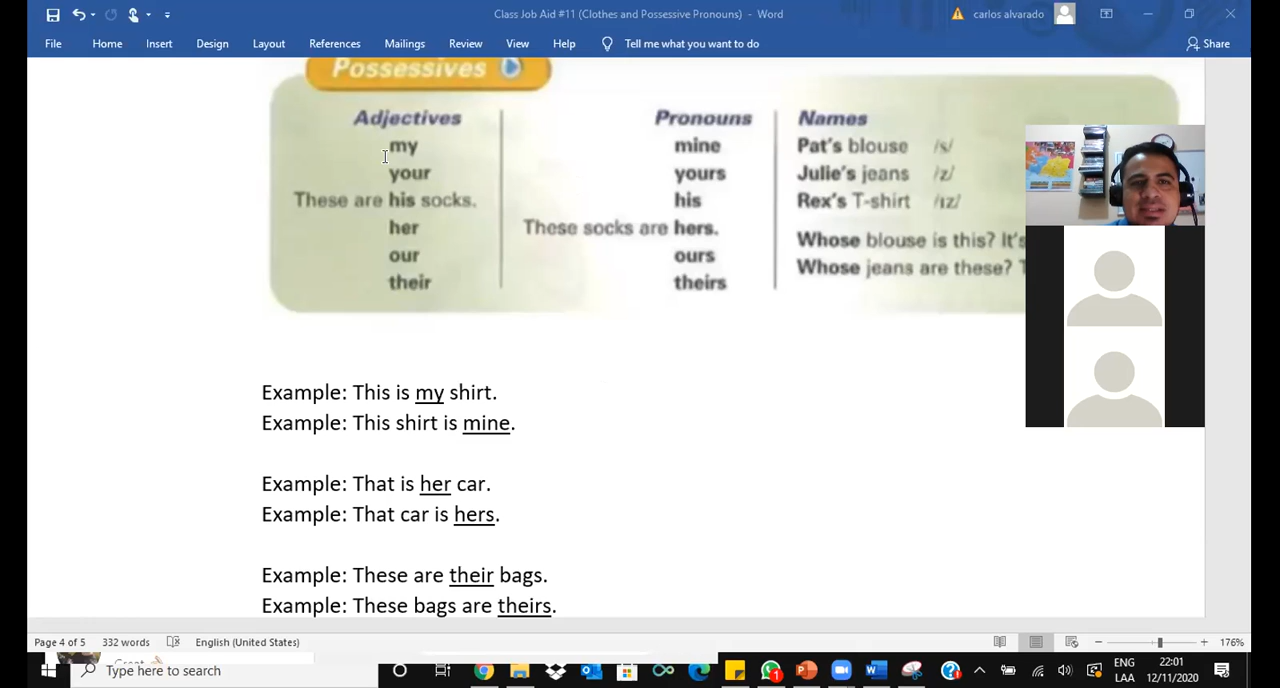 Class Job Aid #11 (Clothes and Possessive Pronouns) - Word
carlos alvarado
File Home Insert Design Layout References Mailings Review View Help Tell me what you want to do Share
Possessives
Adjectives Pronouns Names
my mine Pat's blouse /s/
your yours Julie's jeans /z/
These are his socks. his Rex's T-shirt /ɪz/
her These socks are hers. Whose blouse is this? It's
our ours Whose jeans are these?
their theirs
Example: This is my shirt.
Example: This shirt is mine.
Example: That is her car.
Example: That car is hers.
Example: These are their bags.
Example: These bags are theirs.
Page 4 of 5 332 words English (United States) 176%
Type here to search
1
ENG 22:01
LAA 12/11/2020